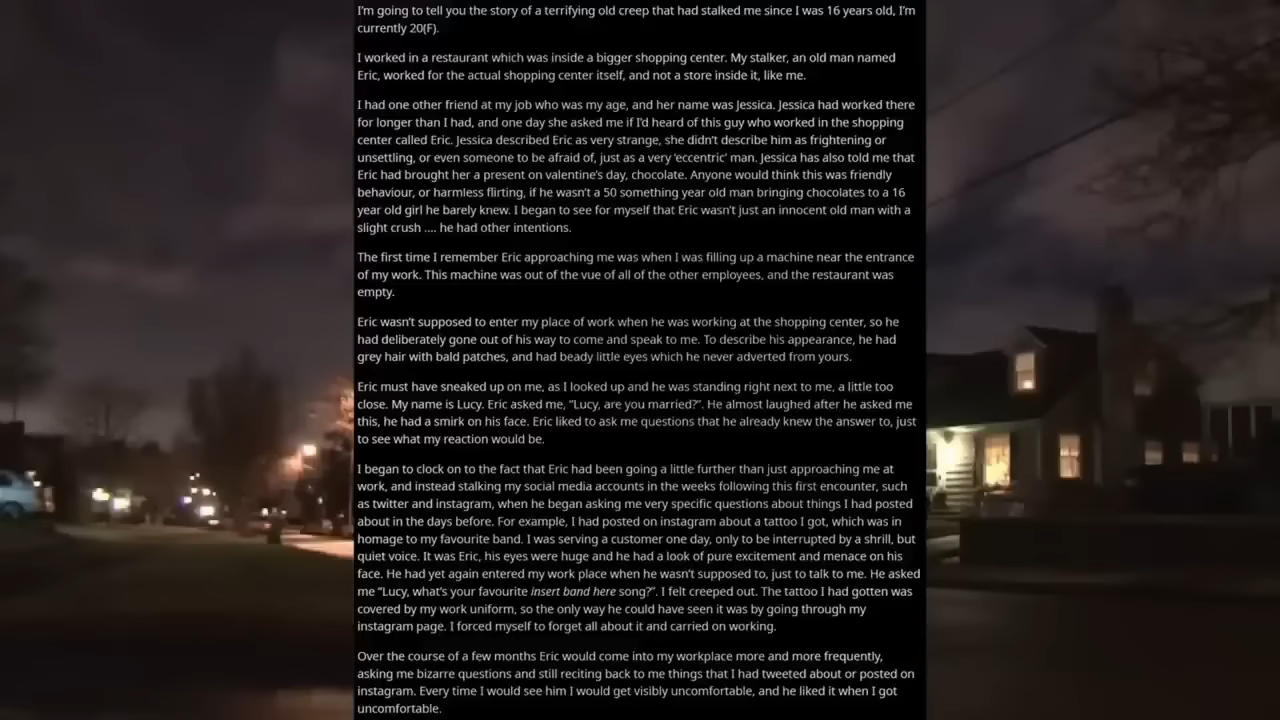 I'm going to tell you the story of a terrifying old creep that had stalked me since I was 16 years old, I'm
currently 20(F).
I worked in a restaurant which was inside a bigger shopping center. My stalker, an old man named
Eric, worked for the actual shopping center itself, and not a store inside it, like me.
I had one other friend at my job who was my age, and her name was Jessica. Jessica had worked there
for longer than I had, and one day she asked me if I'd heard of this guy who worked in the shopping
center called Eric. Jessica described Eric as very strange, she didn't describe him as frightening or
unsettling, or even someone to be afraid of, just as a very 'eccentric' man. Jessica has also told me that
Eric had brought her a present on valentine's day, chocolate. Anyone would think this was friendly
behaviour, or harmless flirting, if he wasn't a 50 something year old man bringing chocolates to a 16
year old girl he barely knew. I began to see for myself that Eric wasn't just an innocent old man with a
slight crush .... he had other intentions.
The first time I remember Eric approaching me was when I was filling up a machine near the entrance
of my work. This machine was out of the vue of all of the other employees, and the restaurant was
empty.
Eric wasn't supposed to enter my place of work when he was working at the shopping center, so he
had deliberately gone out of his way to come and speak to me. To describe his appearance, he had
grey hair with bald patches, and had beady little eyes which he never adverted from yours.
Eric must have sneaked up on me, as I looked up and he was standing right next to me, a little too
close. My name is Lucy. Eric asked me, "Lucy, are you married?". He almost laughed after he asked me
this, he had a smirk on his face. Eric liked to ask me questions that he already knew the answer to, just
to see what my reaction would be.
I began to clock on to the fact that Eric had been going a little further than just approaching me at
work, and instead stalking my social media accounts in the weeks following this first encounter, such
as twitter and instagram, when he began asking me very specific questions about things I had posted
about in the days before. For example, I had posted on instagram about a tattoo I got, which was in
homage to my favourite band. I was serving a customer one day, only to be interrupted by a shrill, but
quiet voice. It was Eric, his eyes were huge and he had a look of pure excitement and menace on his
face. He had yet again entered my work place when he wasn't supposed to, just to talk to me. He asked
me "Lucy, what's your favourite insert band here song?". I felt creeped out. The tattoo I had gotten was
covered by my work uniform, so the only way he could have seen it was by going through my
instagram page. I forced myself to forget all about it and carried on working.
Over the course of a few months Eric would come into my workplace more and more frequently,
asking me bizarre questions and still reciting back to me things that I had tweeted about or posted on
instagram. Every time I would see him I would get visibly uncomfortable, and he liked it when I got
uncomfortable.